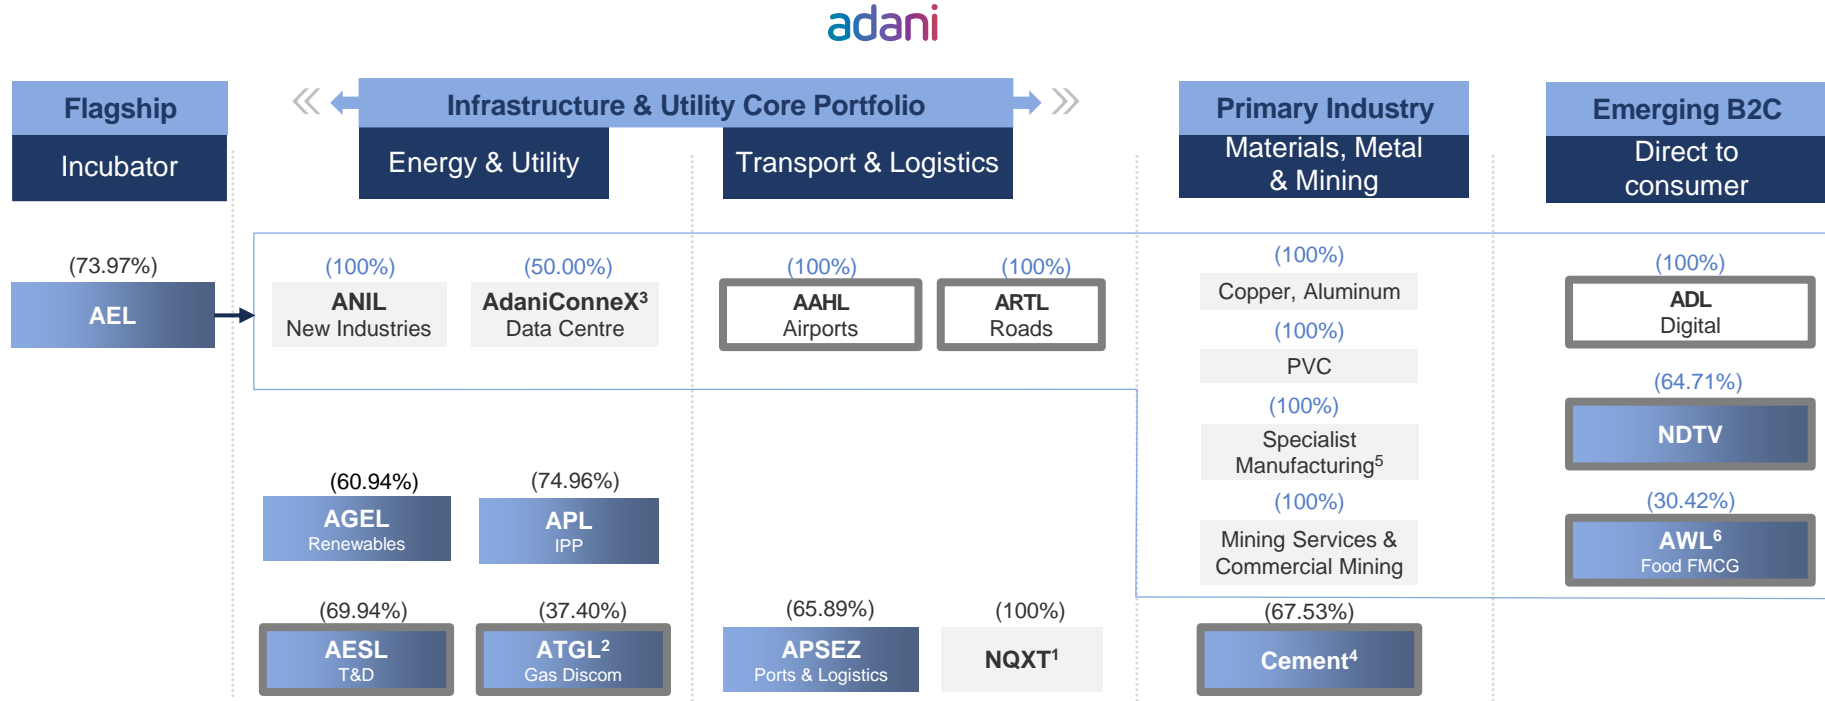 adani
Flagship
Incubator
Infrastructure & Utility Core Portfolio
Energy & Utility
Transport & Logistics
Primary Industry
Materials, Metal
& Mining
Emerging B2C
Direct to
consumer
(73.97%)
AEL
(100%)
ANIL
New Industries
(50.00%)
AdaniConneX³
Data Centre
(100%)
AAHL
Airports
(100%)
ARTL
Roads
(100%)
Copper, Aluminum
(100%)
PVC
(100%)
Specialist
Manufacturing⁵
(100%)
Mining Services &
Commercial Mining
(100%)
ADL
Digital
(64.71%)
NDTV
(30.42%)
AWL⁶
Food FMCG
(60.94%)
AGEL
Renewables
(74.96%)
APL
IPP
(69.94%)
AESL
T&D
(37.40%)
ATGL²
Gas Discom
(65.89%)
APSEZ
Ports & Logistics
(100%)
NQXT¹
(67.53%)
Cement⁴